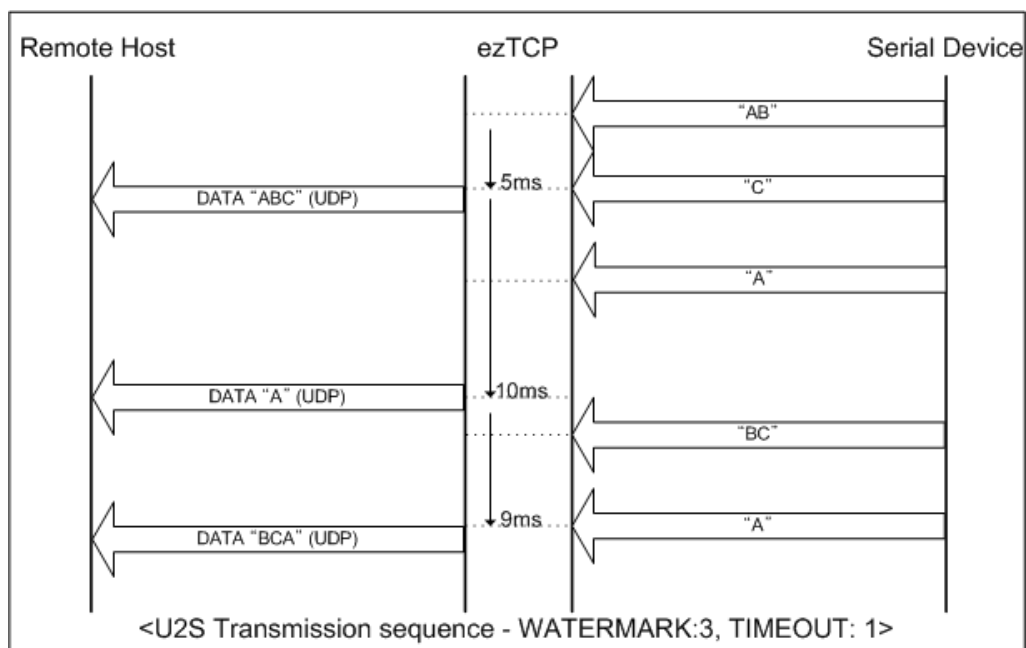 Remote Host
ezTCP
Serial Device
"AB"
5ms
"C"
DATA "ABC" (UDP)
"A"
10ms
DATA "A" (UDP)
"BC"
9ms
"A"
DATA "BCA" (UDP)
<U2S Transmission sequence - WATERMARK:3, TIMEOUT: 1>